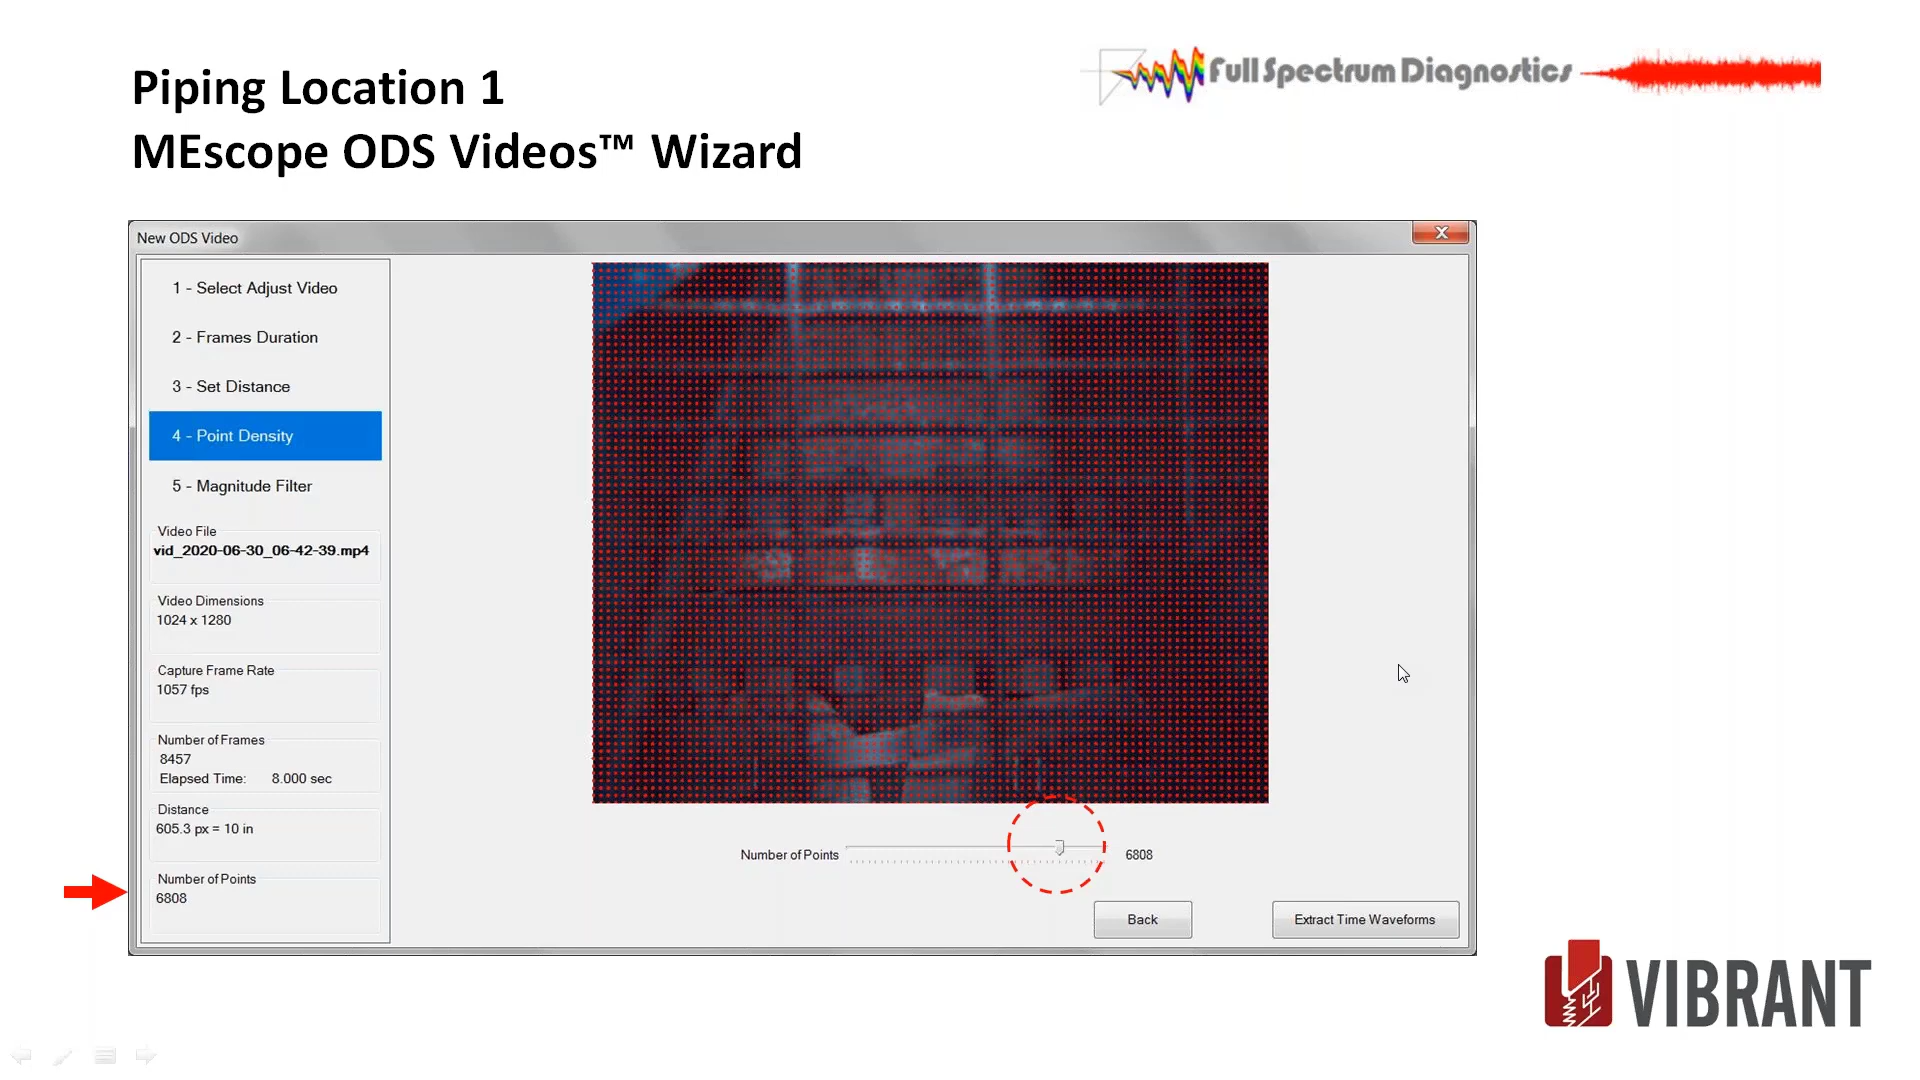 Piping Location 1
MEscope ODS Videos™ Wizard
Full Spectrum Diagnostics
New ODS Video
1 - Select Adjust Video
2 - Frames Duration
3 - Set Distance
4 - Point Density
5 - Magnitude Filter
Video File
vid_2020-06-30_06-42-39.mp4
Video Dimensions
1024 x 1280
Capture Frame Rate
1057 fps
Number of Frames
8457
Elapsed Time: 8.000 sec
Distance
605.3 px = 10 in
Number of Points
6808
Number of Points 6808
Back
Extract Time Waveforms
VIBRANT